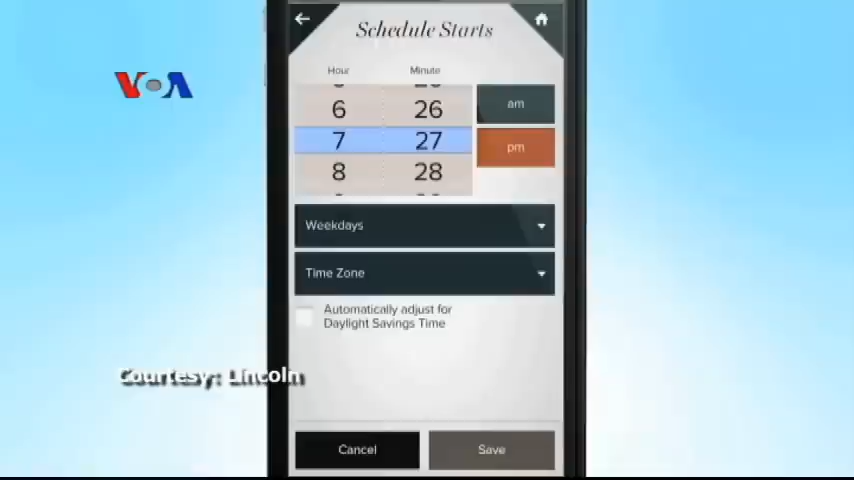 Schedule Starts
Hour Minute
VOA
6 26
am
7 27
pm
8 28
Weekdays
Time Zone
Automatically adjust for
Daylight Savings Time
Courtesy: Lincoln
Cancel Save